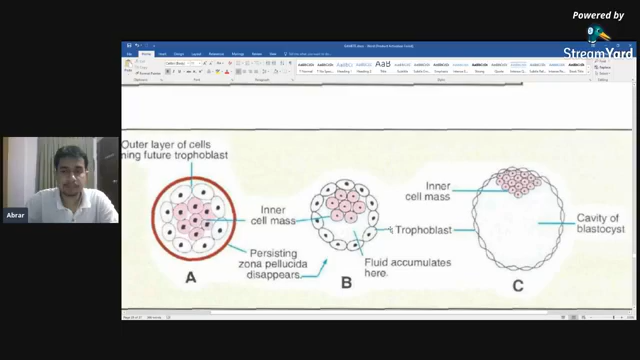 Powered by
StreamYard
Outer layer of cells
ning future trophoblast
Inner
cell mass
Persisting
zona pellucida
disappears.
A
Fluid accumulates
here.
B
Trophoblast
Inner
cell mass
Cavity of
blastocyst
C
Abrar